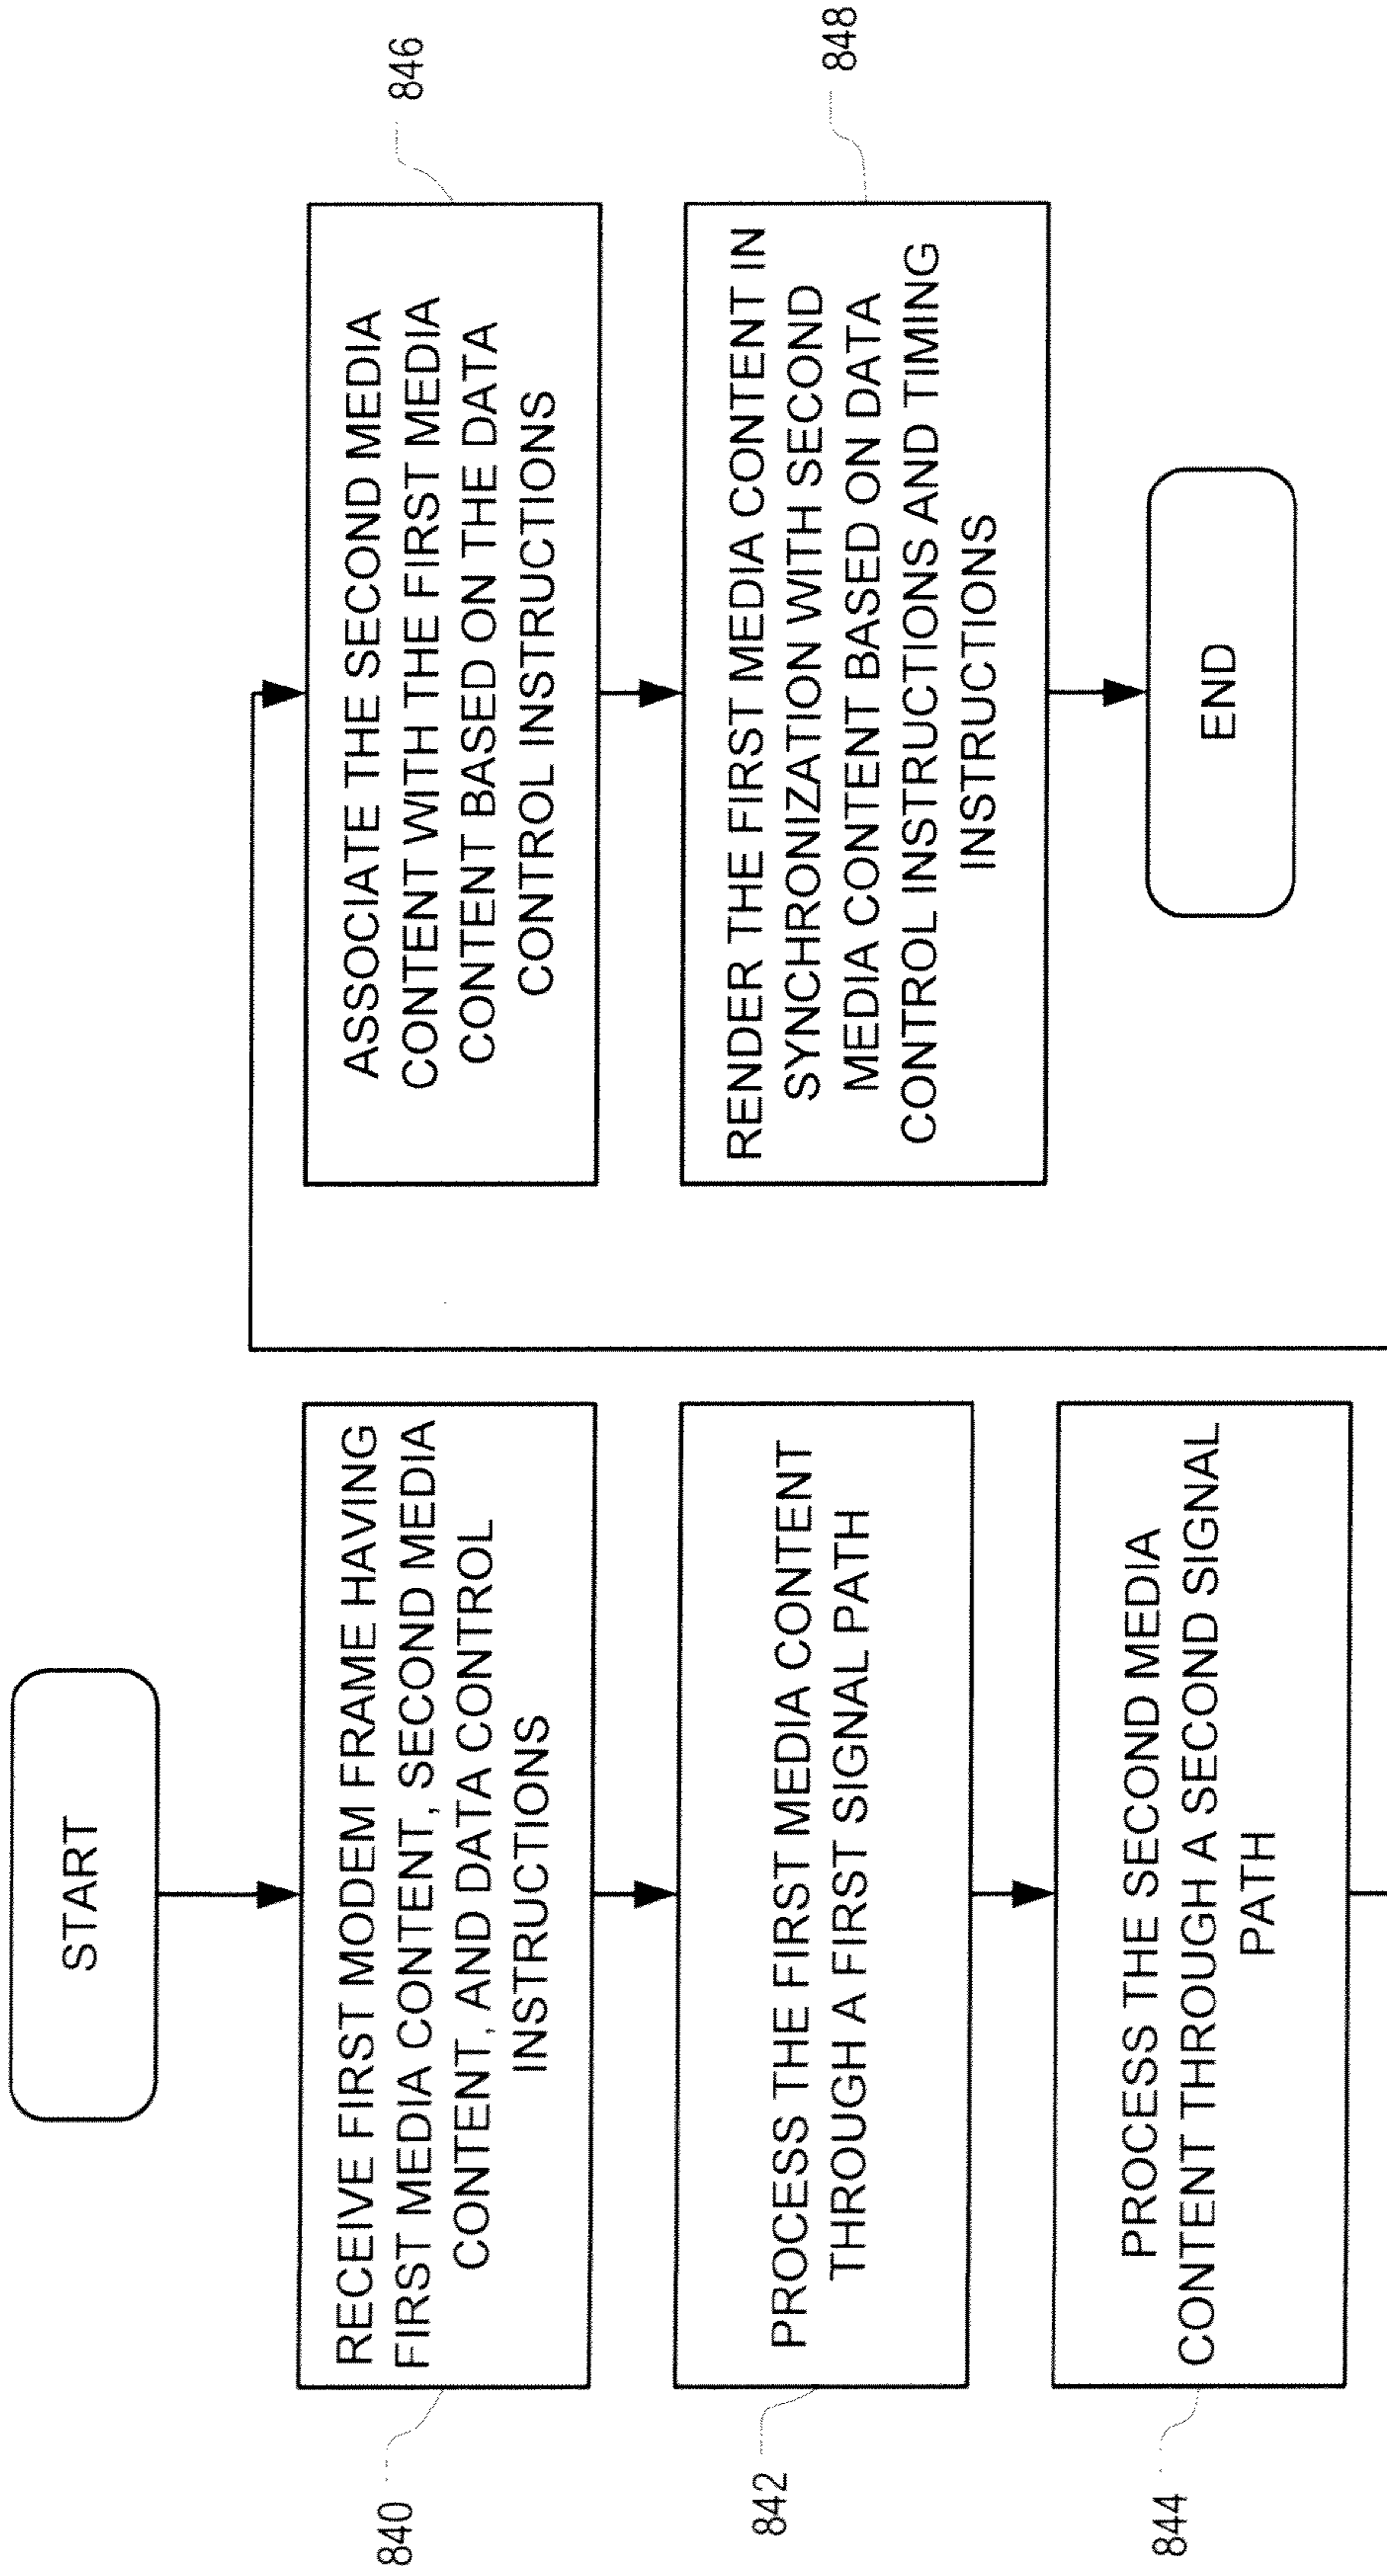 START
RECEIVE FIRST MODEM FRAME HAVING
FIRST MEDIA CONTENT, SECOND MEDIA
CONTENT, AND DATA CONTROL
INSTRUCTIONS
840
PROCESS THE FIRST MEDIA CONTENT
THROUGH A FIRST SIGNAL PATH
842
PROCESS THE SECOND MEDIA
CONTENT THROUGH A SECOND SIGNAL
PATH
844
ASSOCIATE THE SECOND MEDIA
CONTENT WITH THE FIRST MEDIA
CONTENT BASED ON THE DATA
CONTROL INSTRUCTIONS
846
RENDER THE FIRST MEDIA CONTENT IN
SYNCHRONIZATION WITH SECOND
MEDIA CONTENT BASED ON DATA
CONTROL INSTRUCTIONS AND TIMING
INSTRUCTIONS
848
END